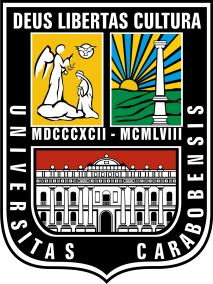 DEUS LIBERTAS CULTURA
MDCCCXCII - MCMLVIII
UNIVERSITAS CARABOBENSIS